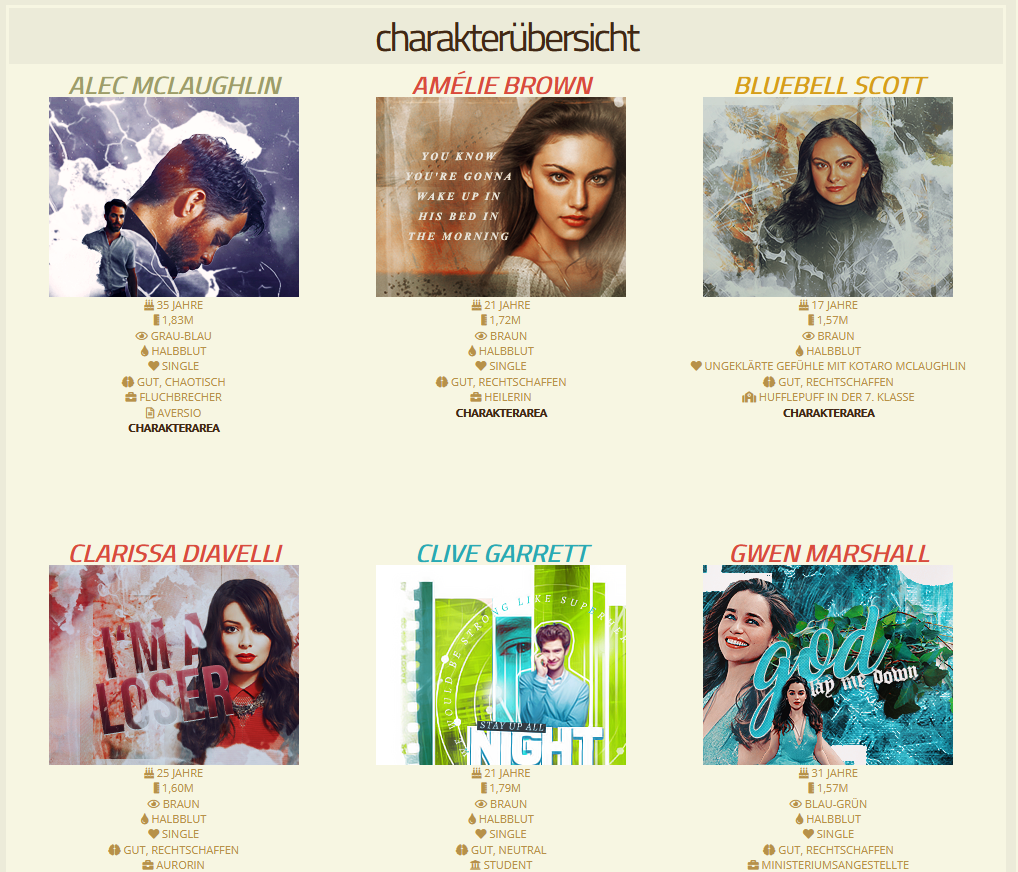 charakterübersicht
ALEC MCLAUGHLIN
YOU KNOW
YOU'RE GONNA
WAKE UP IN
HIS BED IN
THE MORNING
AMÉLIE BROWN
BLUEBELL SCOTT
35 JAHRE
1,83M
GRAU-BLAU
HALBBLUT
SINGLE
GUT, CHAOTISCH
FLUCHBRECHER
AVERSIO
CHARAKTERAREA
21 JAHRE
1,72M
BRAUN
HALBBLUT
SINGLE
GUT, RECHTSCHAFFEN
HEILERIN
CHARAKTERAREA
17 JAHRE
1,57M
BRAUN
HALBBLUT
UNGEKLÄRTE GEFÜHLE MIT KOTARO MCLAUGHLIN
GUT, RECHTSCHAFFEN
HUFFLEPUFF IN DER 7. KLASSE
CHARAKTERAREA
CLARISSA DIAVELLI
I'M A
LOSER
25 JAHRE
1,60M
BRAUN
HALBBLUT
SINGLE
GUT, RECHTSCHAFFEN
AURORIN
CLIVE GARRETT
WOULD BE STRONG LIKE
STAY UP ALL
NIGHT
21 JAHRE
1,79M
BRAUN
HALBBLUT
SINGLE
GUT, NEUTRAL
STUDENT
GWEN MARSHALL
god
lay me down
31 JAHRE
1,57M
BLAU-GRÜN
HALBBLUT
SINGLE
GUT, RECHTSCHAFFEN
MINISTERIUMSANGESTELLTE